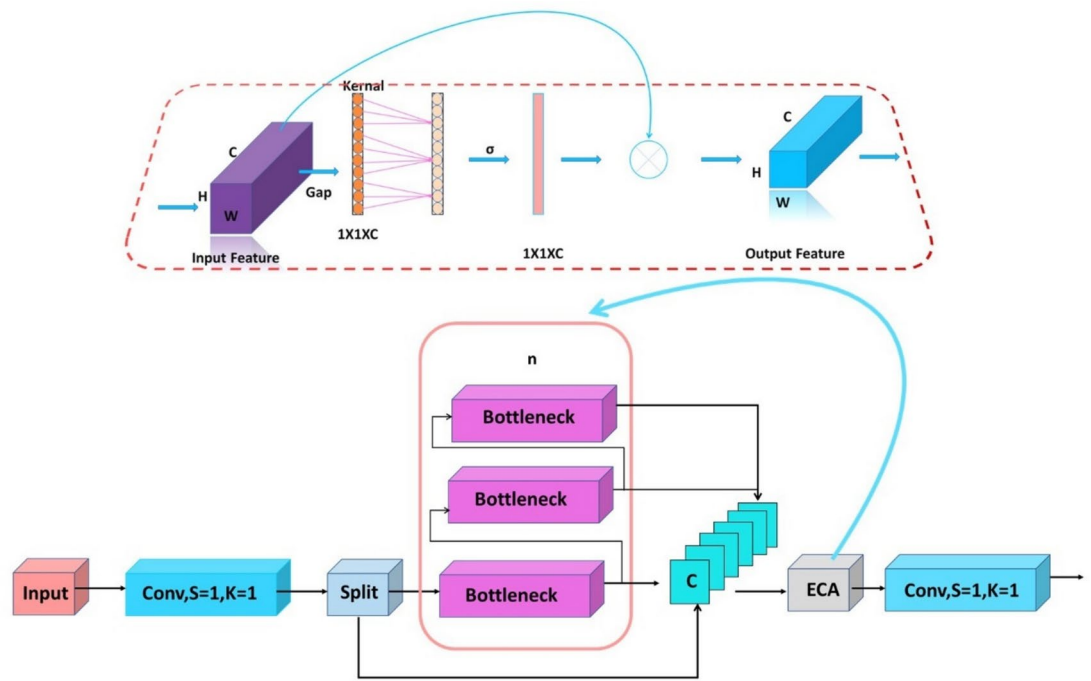 Kernal
C
H
W
Gap
1X1XC
Input Feature
σ
1X1XC
C
H
W
Output Feature
n
Bottleneck
Bottleneck
Input
Conv,S=1,K=1
Split
Bottleneck
C
ECA
Conv,S=1,K=1